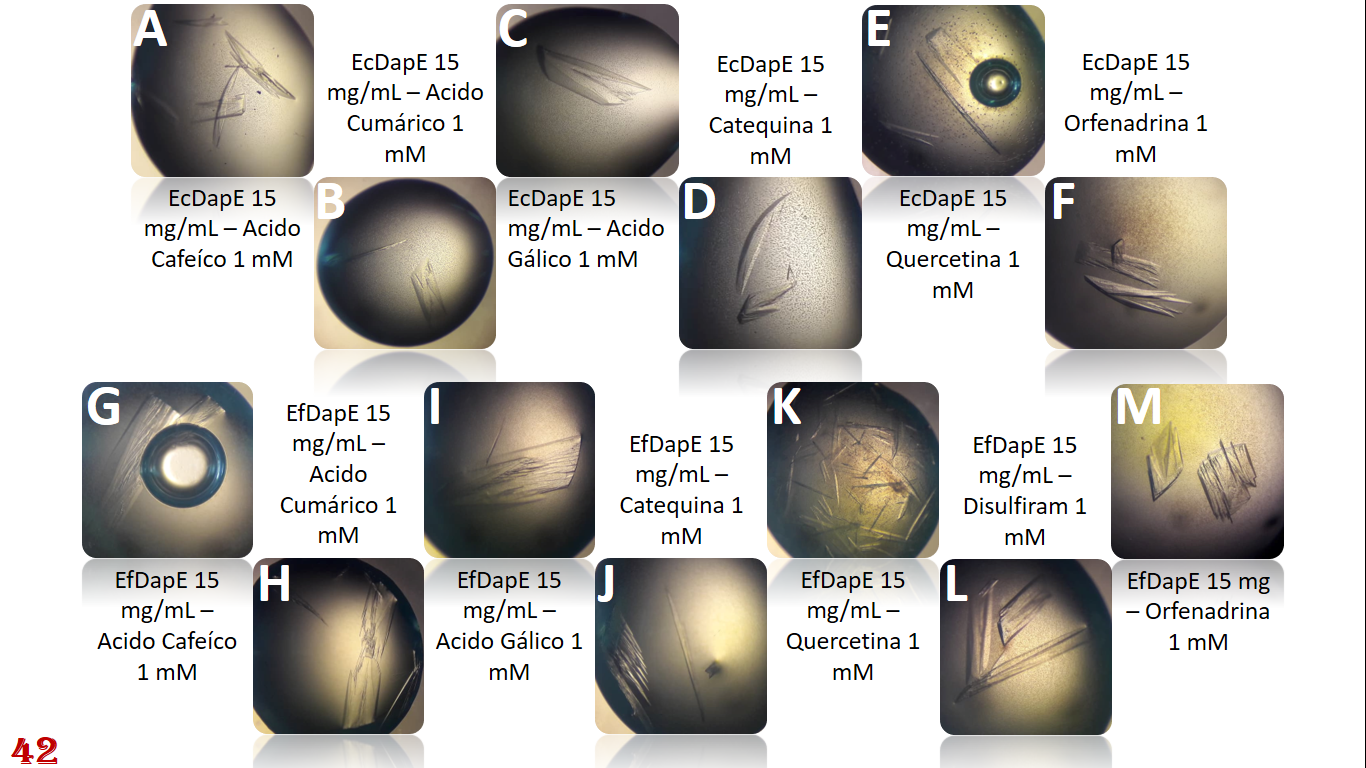 A
EcDapE 15
mg/mL – Acido
Cafeíco 1 mM
B
EcDapE 15
mg/mL – Acido
Cumárico 1
mM
C
EcDapE 15
mg/mL – Acido
Gálico 1 mM
D
EcDapE 15
mg/mL –
Catequina 1
mM
E
EcDapE 15
mg/mL –
Quercetina 1
mM
F
EcDapE 15
mg/mL –
Orfenadrina 1
mM
G
EfDapE 15
mg/mL –
Acido Cafeíco
1 mM
H
EfDapE 15
mg/mL –
Acido
Cumárico 1
mM
I
EfDapE 15
mg/mL –
Acido Gálico 1
mM
J
EfDapE 15
mg/mL –
Catequina 1
mM
K
EfDapE 15
mg/mL –
Quercetina 1
mM
L
EfDapE 15
mg/mL –
Disulfiram 1
mM
M
EfDapE 15 mg
– Orfenadrina
1 mM
42